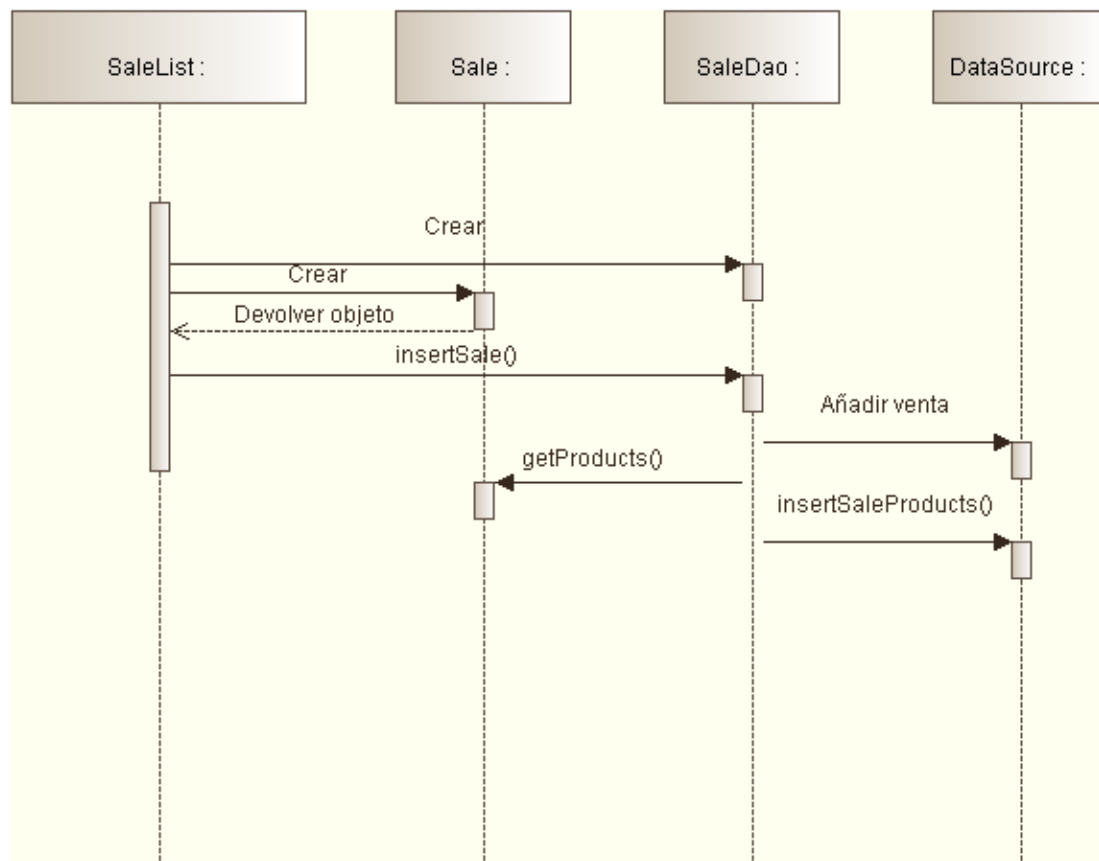 SaleList :
Sale :
SaleDao :
DataSource :
Crear
Crear
Devolver objeto
insertSale()
Añadir venta
getProducts()
insertSaleProducts()